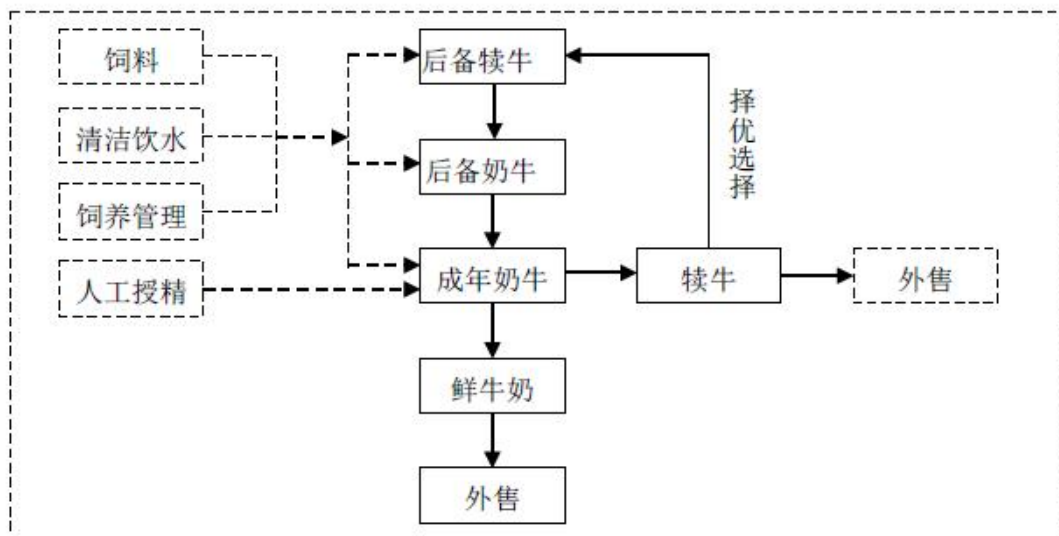 饲料
后备犊牛
择优选择
清洁饮水
后备奶牛
饲养管理
人工授精
成年奶牛
犊牛
外售
鲜牛奶
外售